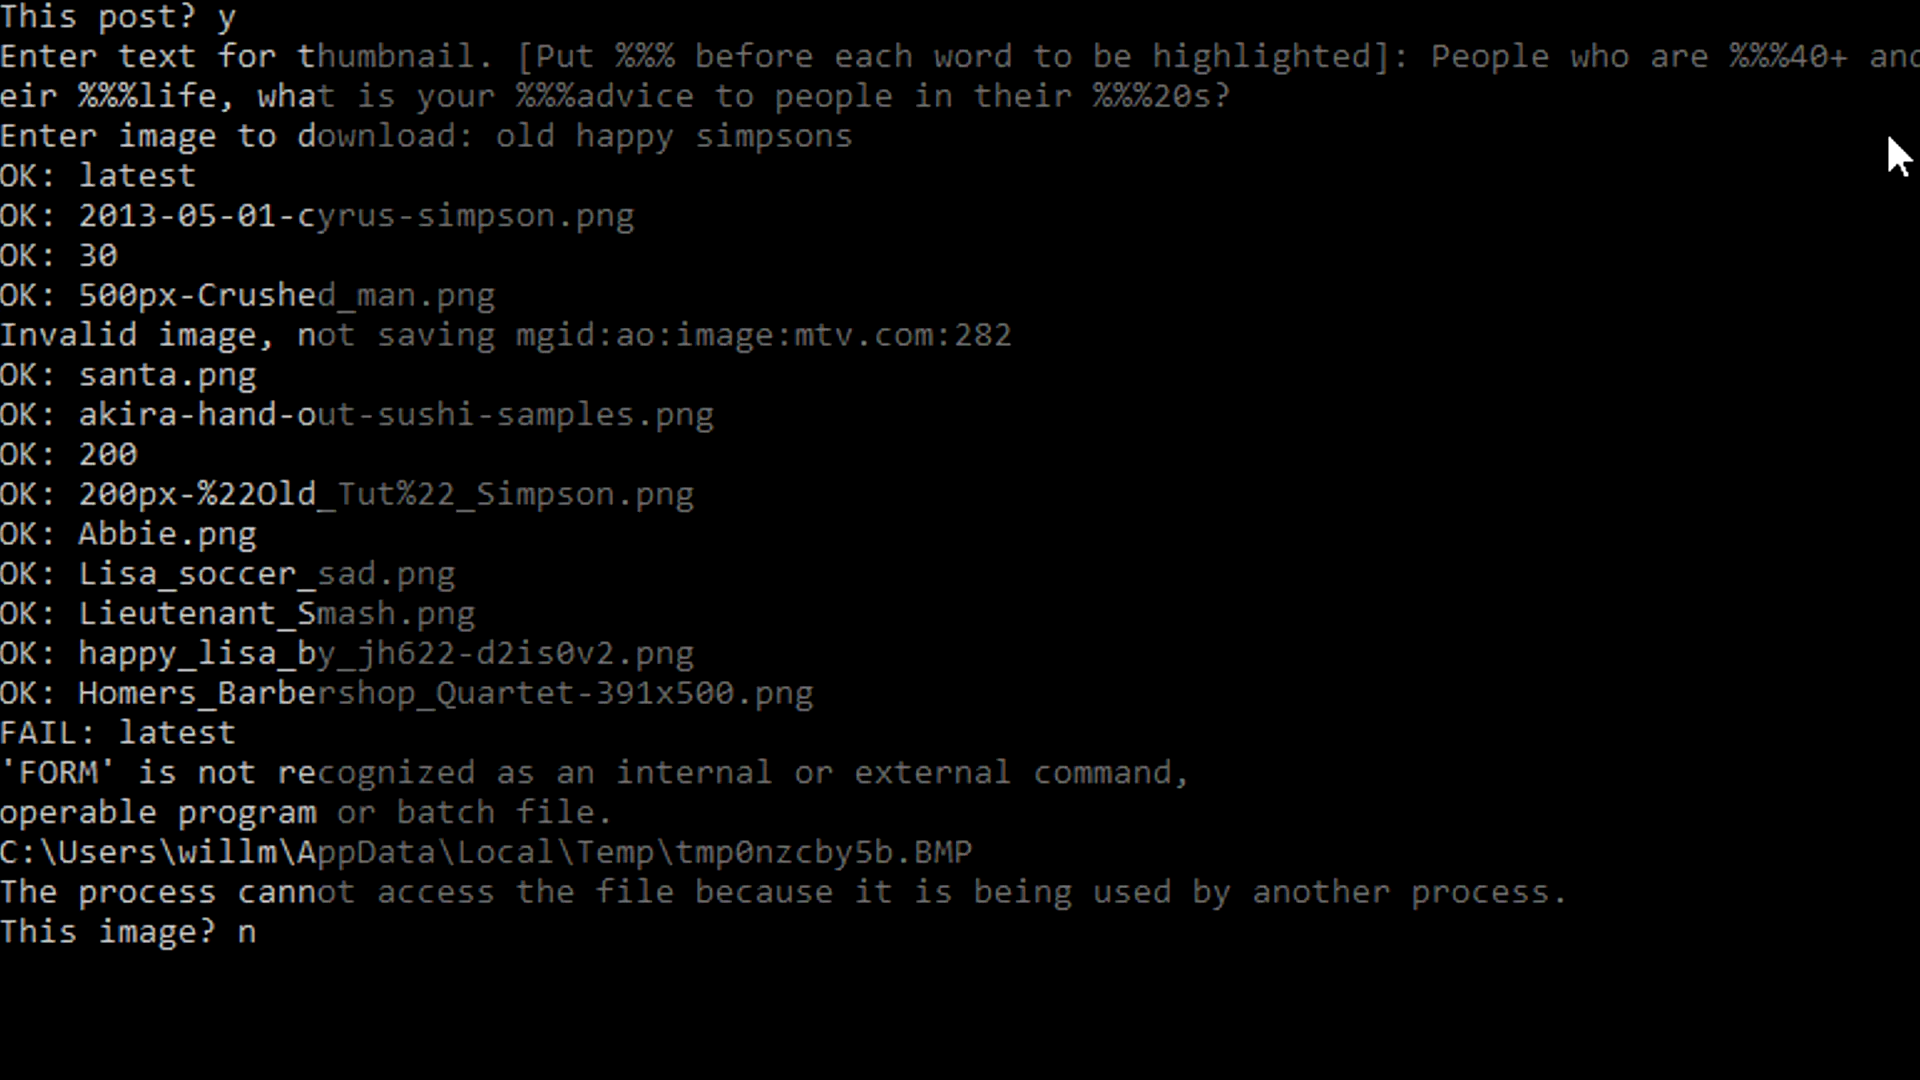 This post? y
Enter text for thumbnail. [Put %%% before each word to be highlighted]: People who are %%%40+ and
eir %%%life, what is your %%%advice to people in their %%%20s?
Enter image to download: old happy simpsons
OK: latest
OK: 2013-05-01-cyrus-simpson.png
OK: 30
OK: 500px-Crushed_man.png
Invalid image, not saving mgid:ao:image:mtv.com:282
OK: santa.png
OK: akira-hand-out-sushi-samples.png
OK: 200
OK: 200px-%22Old_Tut%22_Simpson.png
OK: Abbie.png
OK: Lisa_soccer_sad.png
OK: Lieutenant_Smash.png
OK: happy_lisa_by_jh622-d2is0v2.png
OK: Homers_Barbershop_Quartet-391x500.png
FAIL: latest
'FORM' is not recognized as an internal or external command,
operable program or batch file.
C:\Users\willm\AppData\Local\Temp\tmp0nzcby5b.BMP
The process cannot access the file because it is being used by another process.
This image? n